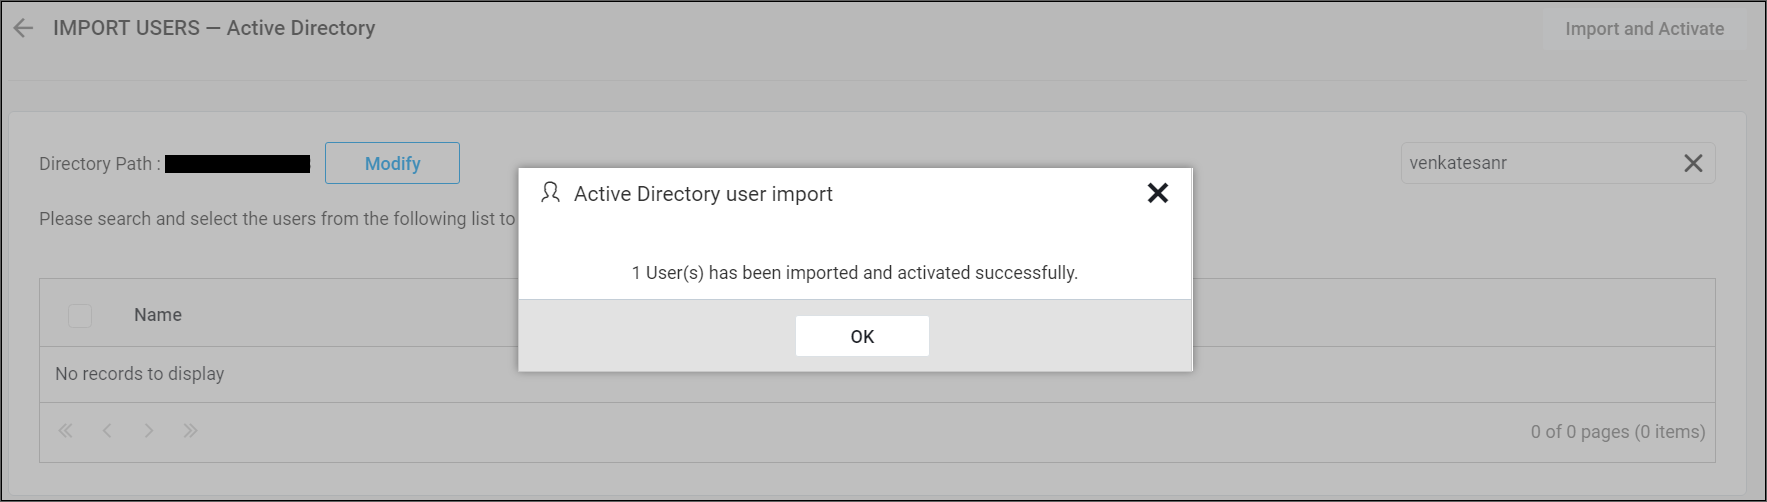 IMPORT USERS — Active Directory
Import and Activate
Directory Path :
Modify
venkatesanr
Please search and select the users from the following list to
Active Directory user import
1 User(s) has been imported and activated successfully.
OK
Name
No records to display
0 of 0 pages (0 items)